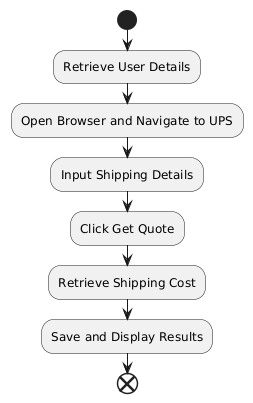 Retrieve User Details
Open Browser and Navigate to UPS
Input Shipping Details
Click Get Quote
Retrieve Shipping Cost
Save and Display Results